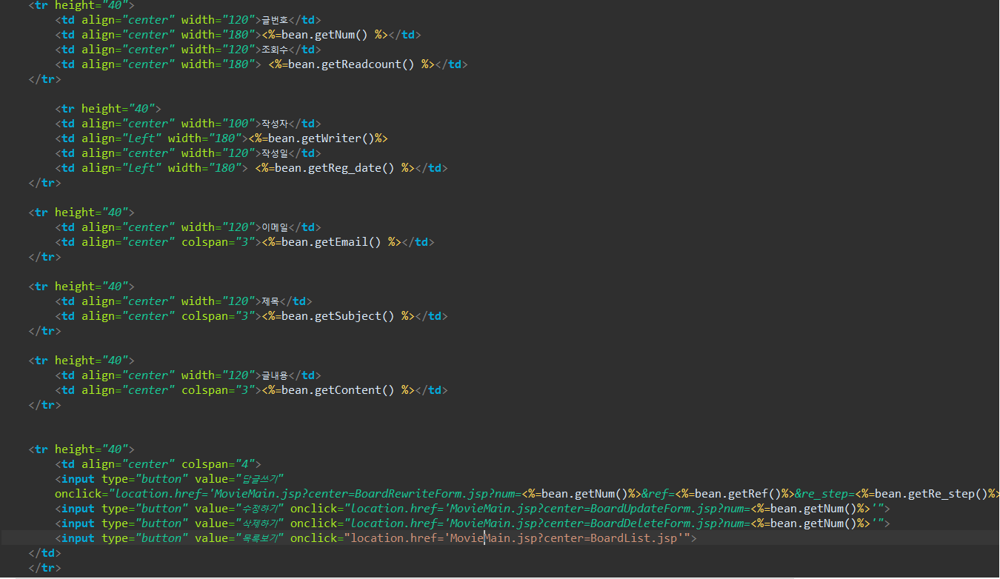 <tr height="40">
<td align="center" width="120">글번호</td>
<td align="center" width="180"><%=bean.getNum() %></td>
<td align="center" width="120">조회수</td>
<td align="center" width="180"> <%=bean.getReadcount() %></td>
</tr>
<tr height="40">
<td align="center" width="100">작성자</td>
<td align="Left" width="180"><%=bean.getWriter()%>
<td align="center" width="120">작성일</td>
<td align="Left" width="180"> <%=bean.getReg_date() %></td>
</tr>
<tr height="40">
<td align="center" width="120">이메일</td>
<td align="center" colspan="3"><%=bean.getEmail() %></td>
</tr>
<tr height="40">
<td align="center" width="120">제목</td>
<td align="center" colspan="3"><%=bean.getSubject() %></td>
</tr>
<tr height="40">
<td align="center" width="120">글내용</td>
<td align="center" colspan="3"><%=bean.getContent() %></td>
</tr>
<tr height="40">
<td align="center" colspan="4">
<input type="button" value="답글쓰기"
onclick="location.href='MovieMain.jsp?center=BoardRewriteForm.jsp?num=<%=bean.getNum()%>&ref=<%=bean.getRef()%>&re_step=<%=bean.getRe_step()%>
<input type="button" value="수정하기" onclick="location.href='MovieMain.jsp?center=BoardUpdateForm.jsp?num=<%=bean.getNum()%>'">
<input type="button" value="삭제하기" onclick="location.href='MovieMain.jsp?center=BoardDeleteForm.jsp?num=<%=bean.getNum()%>'">
<input type="button" value="목록보기" onclick="location.href='MovieMain.jsp?center=BoardList.jsp'">
</td>
</tr>